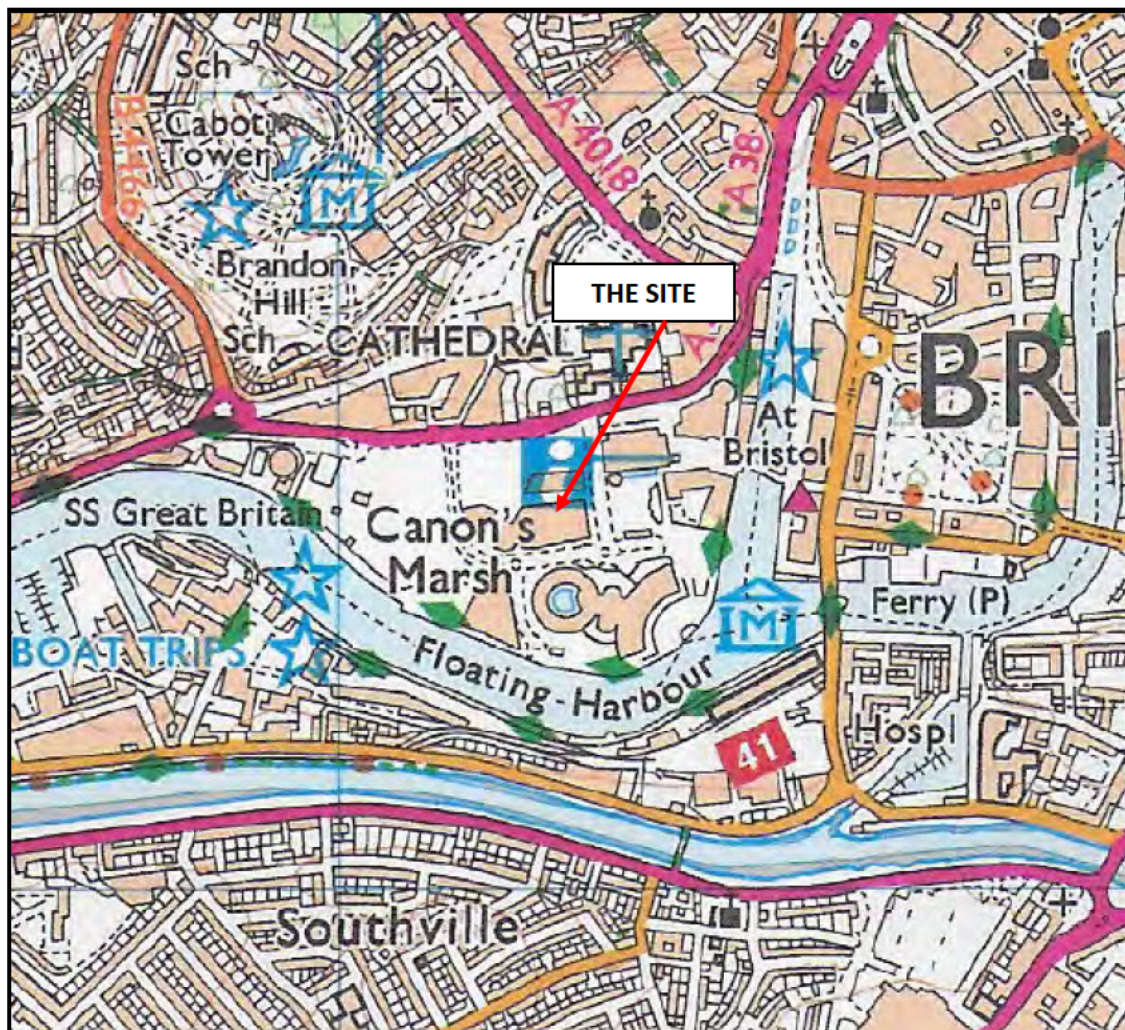 Sch
Cabot
Tower
B 4466
M
Brandon
Hill
Sch
A 4018
A 38
THE SITE
CATHEDRAL
BRI
At
Bristol
SS Great Britain
Canon's
Marsh
M
Ferry (P)
BOAT TRIPS
Floating Harbour
41
Hospl
Southville